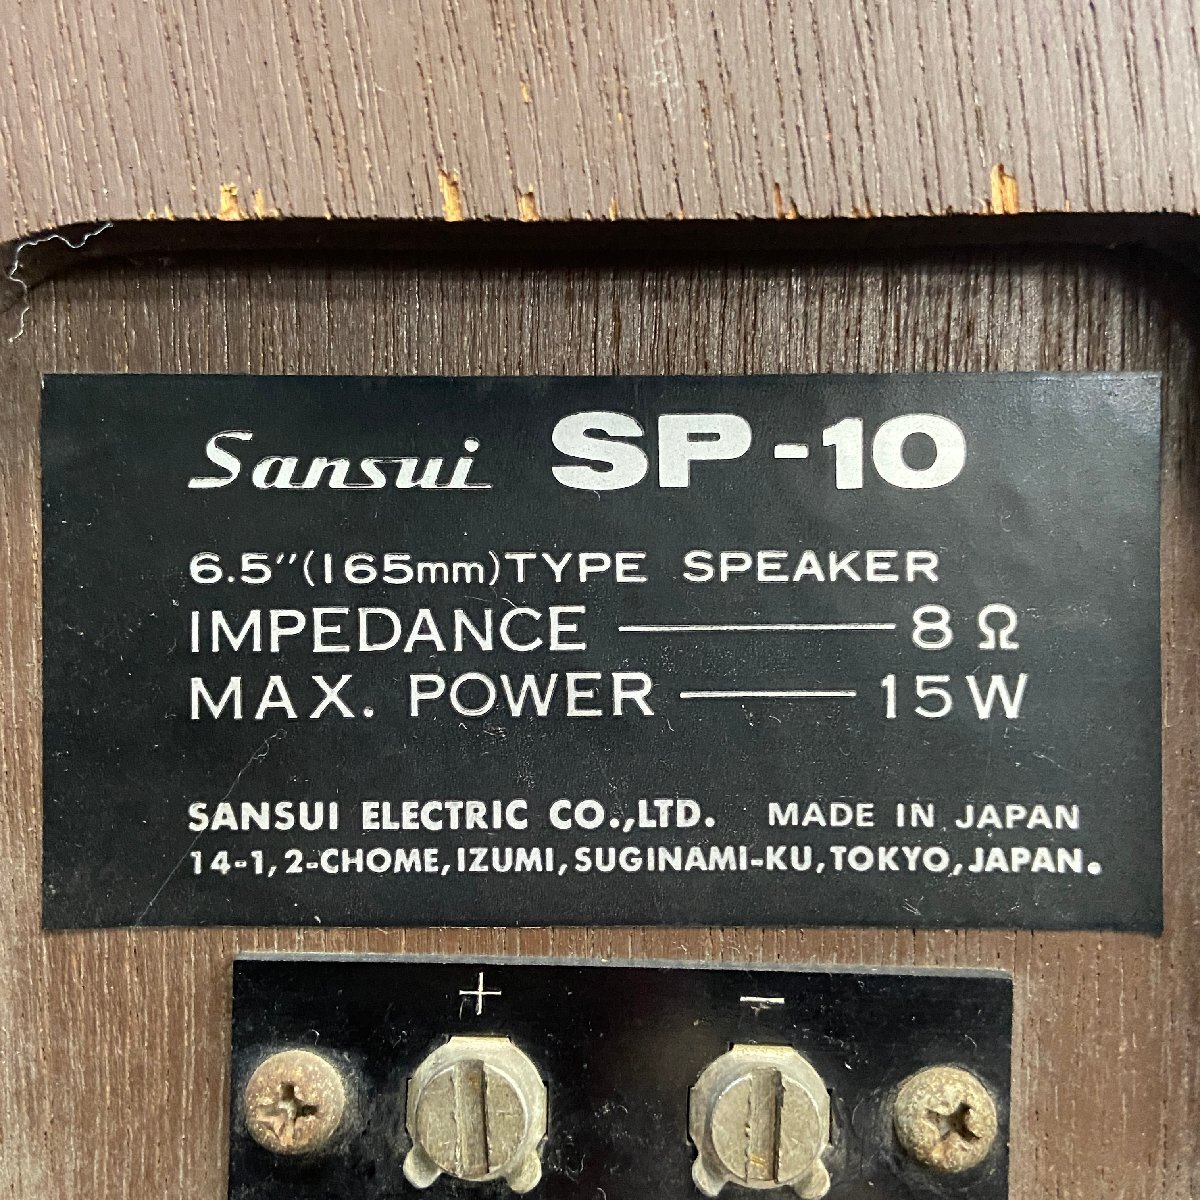 Sansui SP-10
6.5"(165mm) TYPE SPEAKER
IMPEDANCE — 8 Ω
MAX. POWER — 15W
SANSUI ELECTRIC CO.,LTD. MADE IN JAPAN
14-1, 2-CHOME, IZUMI, SUGINAMI-KU, TOKYO, JAPAN.
+ −